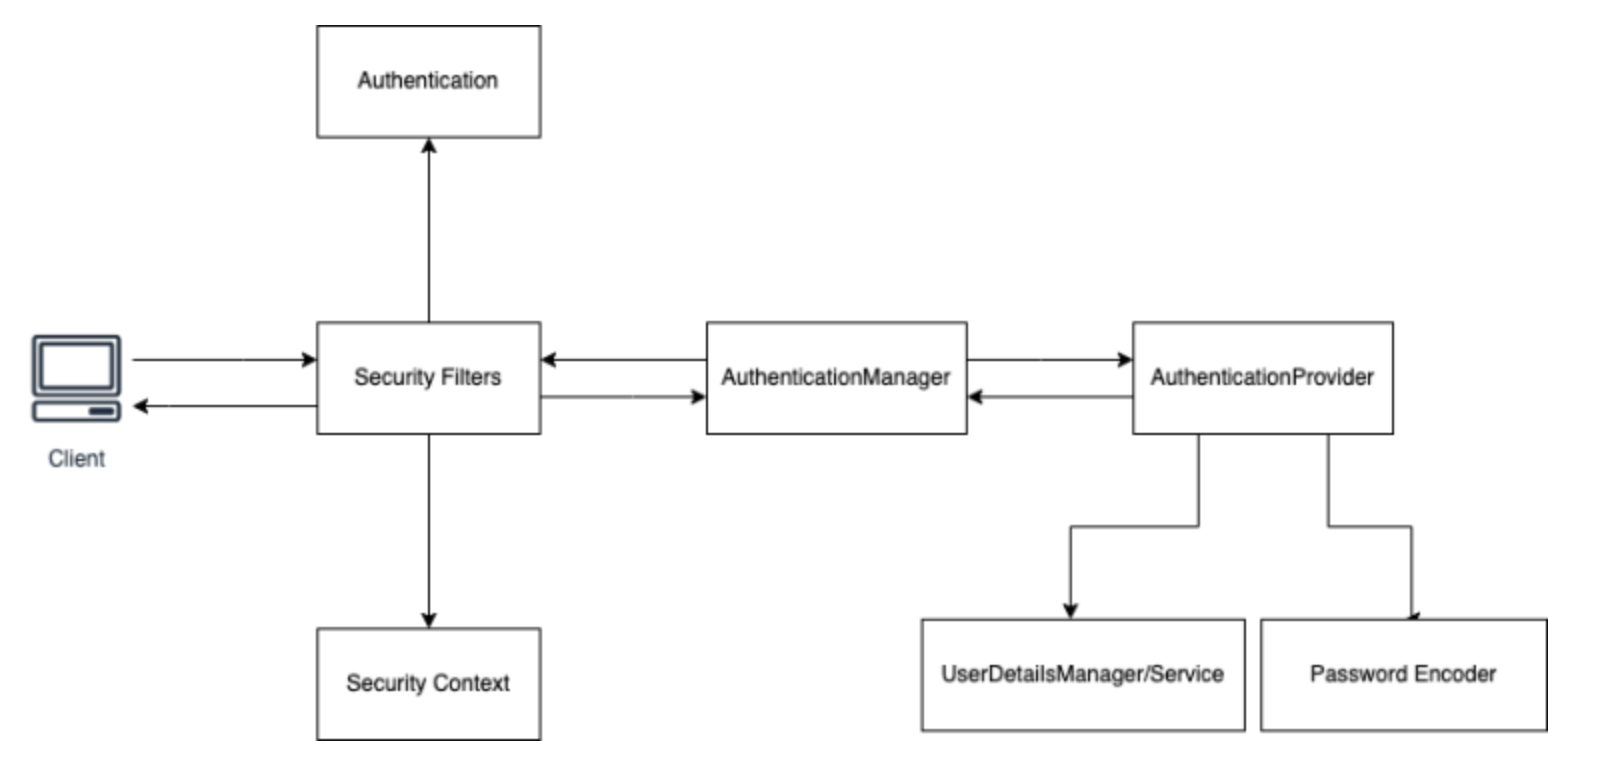 Authentication
Client
Security Filters
AuthenticationManager
AuthenticationProvider
Security Context
UserDetailsManager/Service
Password Encoder